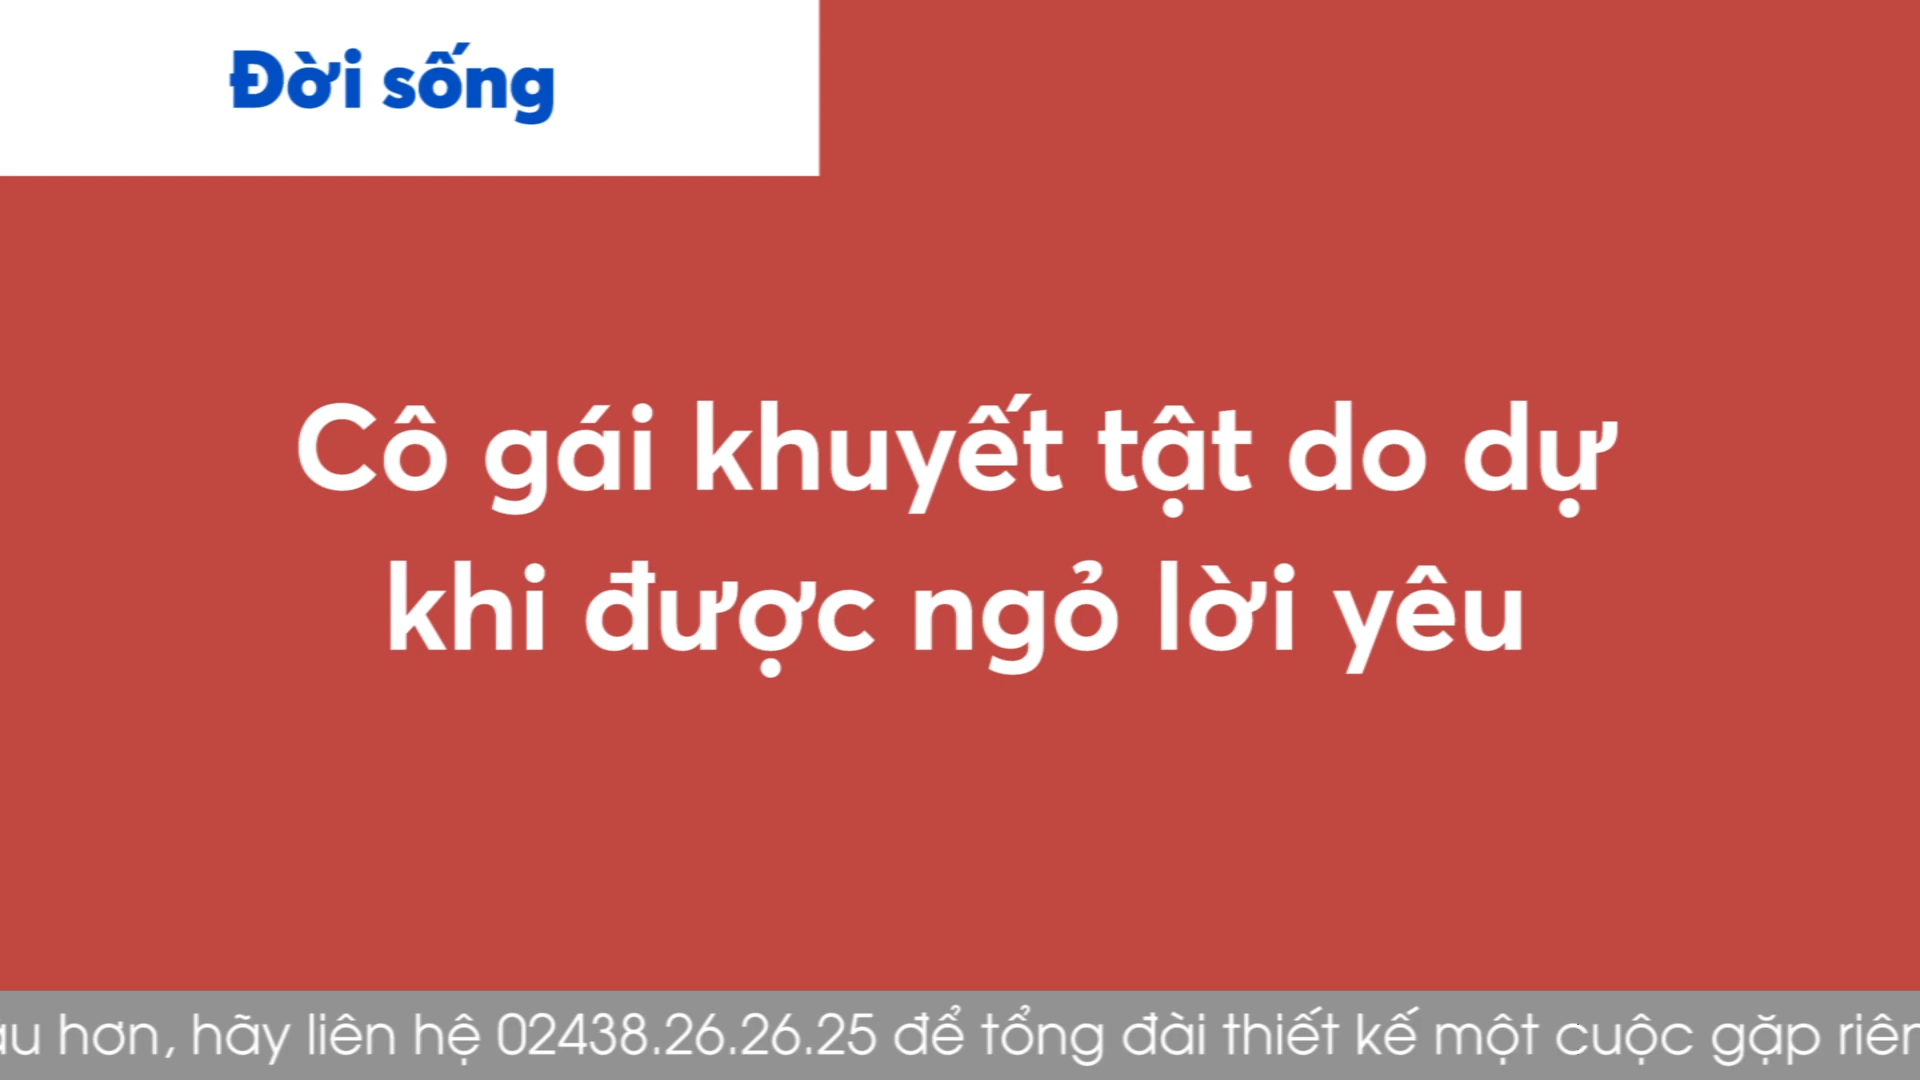 Đời sống
Cô gái khuyết tật do dự
khi được ngỏ lời yêu
hơn, hãy liên hệ 02438.26.26.25 để tổng đài thiết kế một cuộc gặp